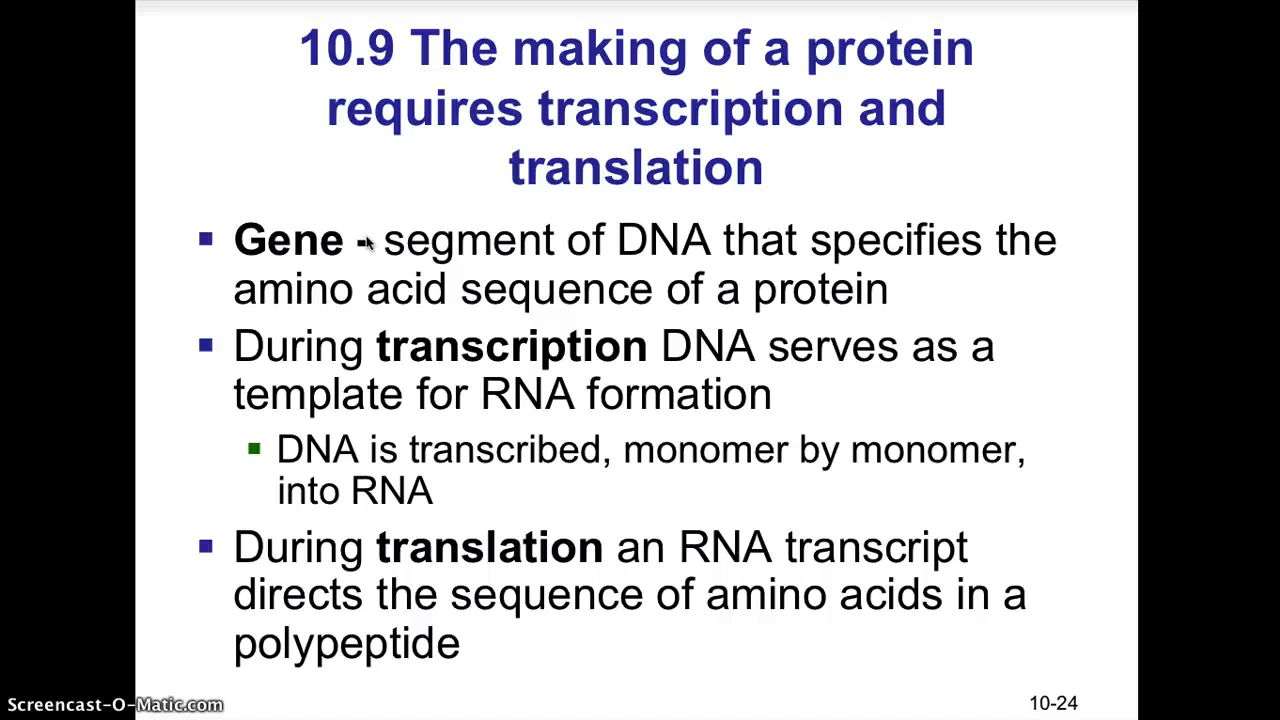 10.9 The making of a protein
requires transcription and
translation
▪ Gene - segment of DNA that specifies the
amino acid sequence of a protein
▪ During transcription DNA serves as a
template for RNA formation
▪ DNA is transcribed, monomer by monomer,
into RNA
▪ During translation an RNA transcript
directs the sequence of amino acids in a
polypeptide
10-24
Screencast-O-Matic.com